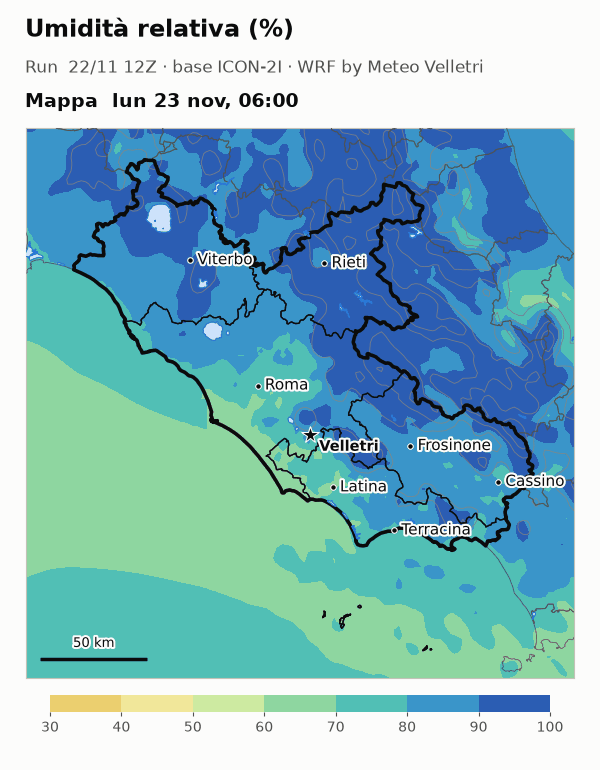 Umidità relativa (%)
Run  22/11 12Z · base ICON-2I · WRF by Meteo Velletri
Mappa  lun 23 nov, 06:00
Viterbo
Rieti
Roma
Velletri
Frosinone
Latina
Cassino
Terracina
50 km
30 40 50 60 70 80 90 100